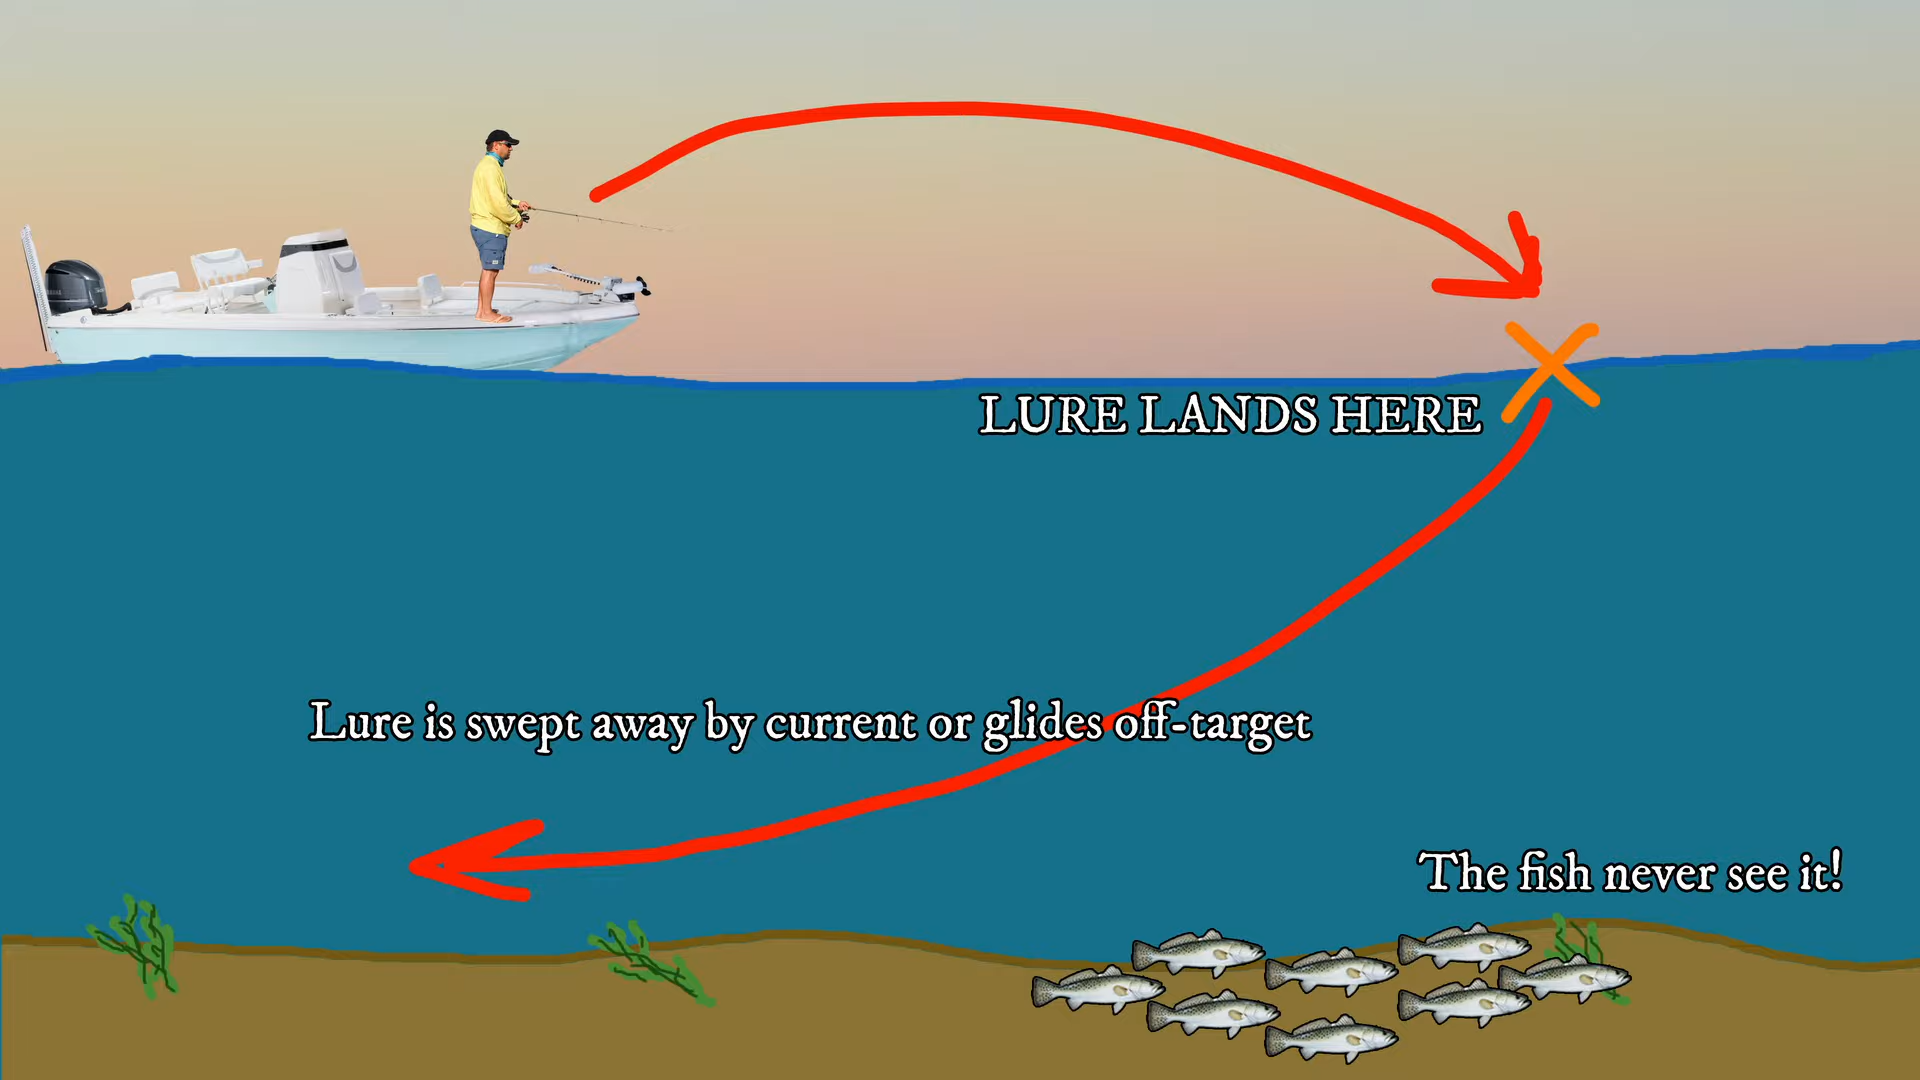 LURE LANDS HERE
Lure is swept away by current or glides off-target
The fish never see it!